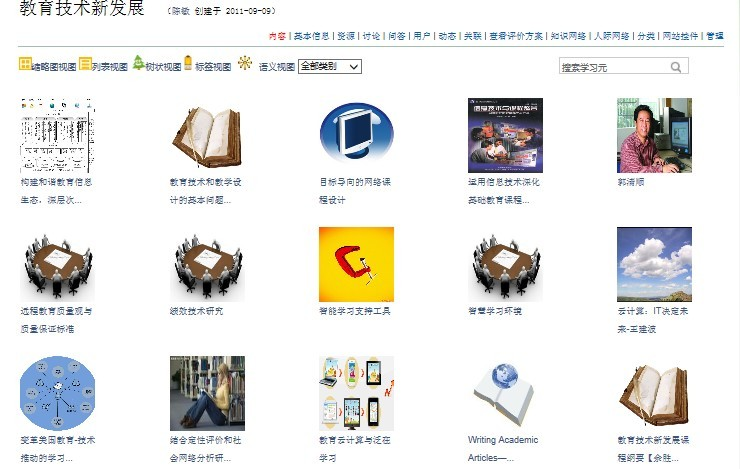 教育技术新发展 (陈敏 创建于 2011-09-09)
内容 | 基本信息 | 资源 | 讨论 | 问答 | 用户 | 动态 | 关联 | 查看评价方案 | 知识网络 | 人际网络 | 分类 | 网站挂件 | 管理
缩略图视图 列表视图 树状视图 标签视图 语义视图 全部类别 搜索学习元
构建和谐教育信息
生态，深层次...
教育技术和教学设
计的基本问题...
目标导向的网络课
程设计
运用信息技术深化
基础教育课程...
郭清顺
远程教育质量观与
质量保证标准
绩效技术研究
智能学习支持工具
智慧学习环境
云计算：IT决定未
来-王建波
变革美国教育-技术
推动的学习...
结合定性评价和社
会网络分析研...
教育云计算与泛在
学习
Writing Academic
Articles—...
教育技术新发展课
程纲要【余胜...